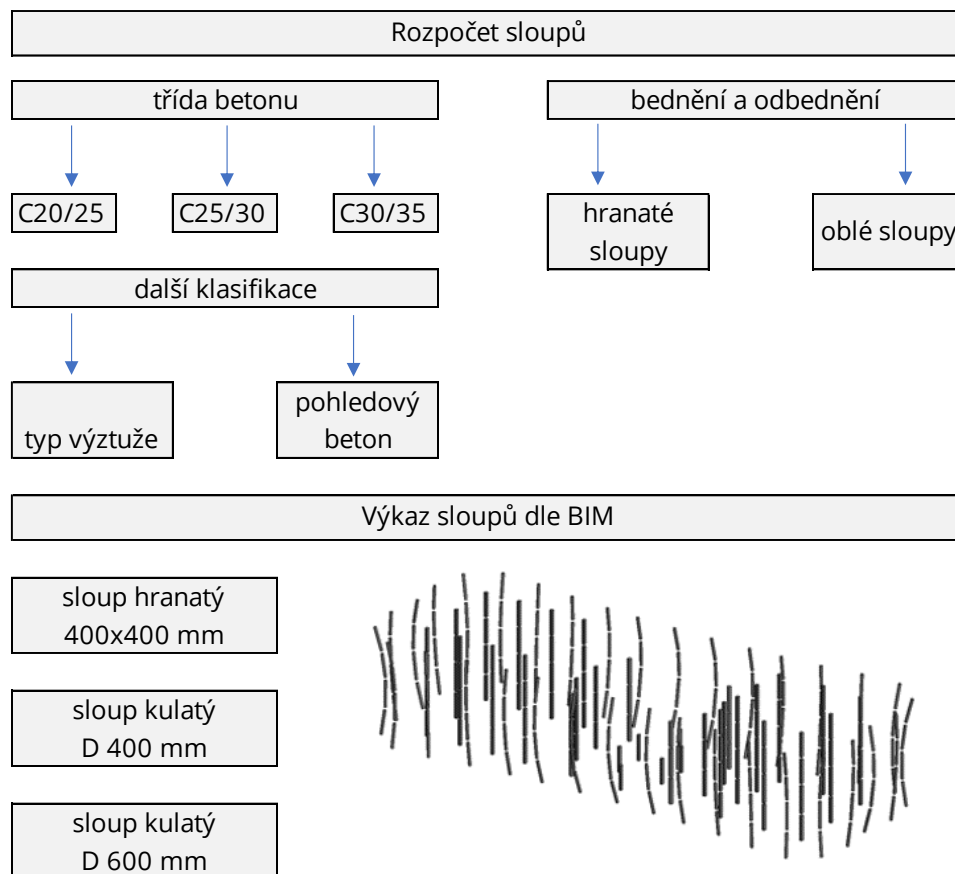 Rozpočet sloupů
třída betonu
bednění a odbednění
C20/25
C25/30
C30/35
hranaté
sloupy
oblé sloupy
další klasifikace
typ výztuže
pohledový
beton
Výkaz sloupů dle BIM
sloup hranatý
400x400 mm
sloup kulatý
D 400 mm
sloup kulatý
D 600 mm